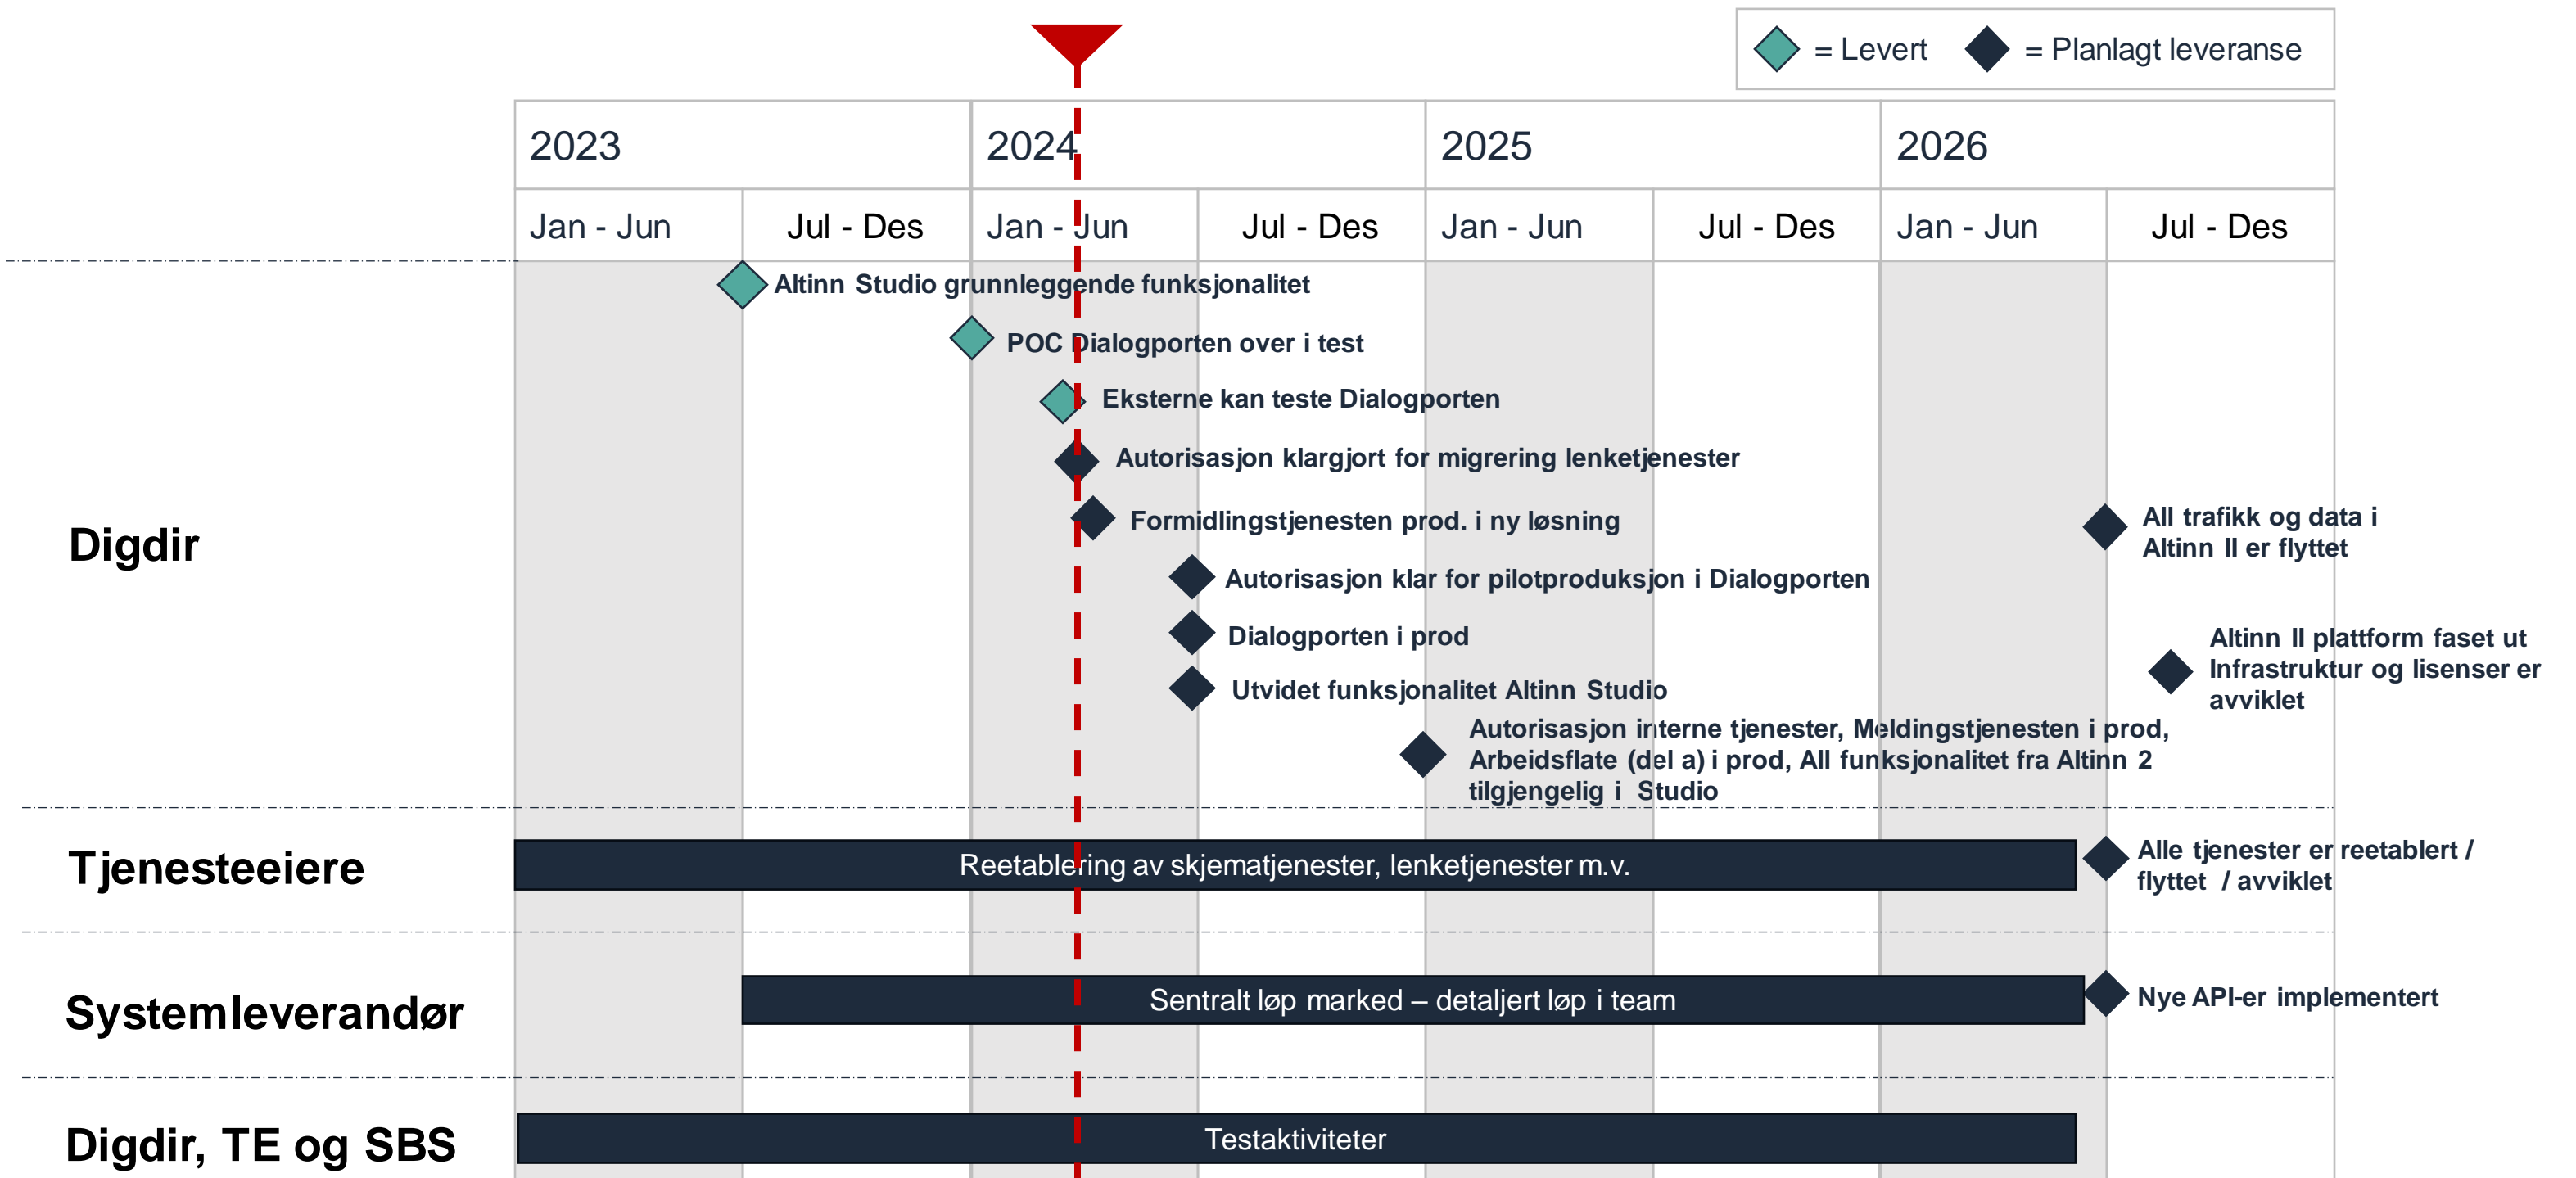 = Levert
= Planlagt leveranse
2023
2024
2025
2026
Jan - Jun
Jul - Des
Jan - Jun
Jul - Des
Jan - Jun
Jul - Des
Jan - Jun
Jul - Des
Digdir
Altinn Studio grunnleggende funksjonalitet
POC Dialogporten over i test
Eksterne kan teste Dialogporten
Autorisasjon klargjort for migrering lenketjenester
Formidlingstjenesten prod. i ny løsning
All trafikk og data i
Altinn II er flyttet
Autorisasjon klar for pilotproduksjon i Dialogporten
Dialogporten i prod
Altinn II plattform faset ut
Infrastruktur og lisenser er
avviklet
Utvidet funksjonalitet Altinn Studio
Autorisasjon interne tjenester, Meldingstjenesten i prod,
Arbeidsflate (del a) i prod, All funksjonalitet fra Altinn 2
tilgjengelig i Studio
Tjenesteeiere
Reetablering av skjematjenester, lenketjenester m.v.
Alle tjenester er reetablert /
flyttet / avviklet
Systemleverandør
Sentralt løp marked – detaljert løp i team
Nye API-er implementert
Digdir, TE og SBS
Testaktiviteter